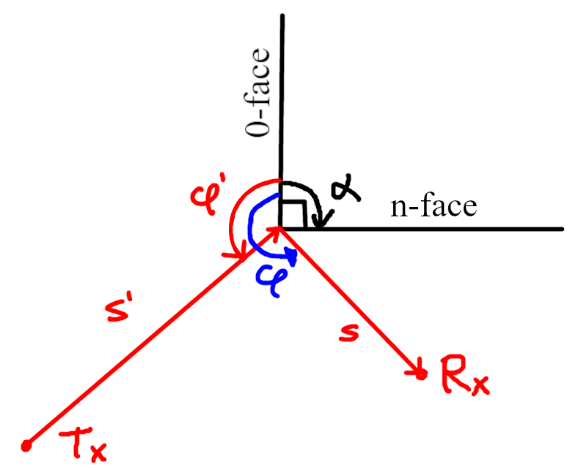 0-face
α
φ'
n-face
φ
s'
s
Rx
Tx